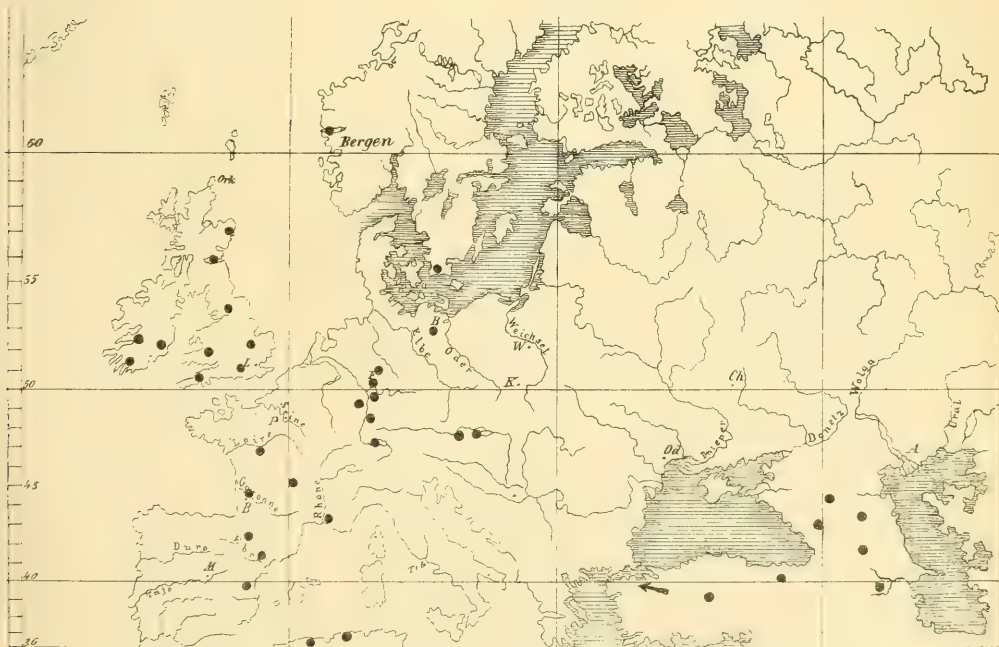 60
Bergen
Ork
55
B
Elbe
Oder
Weichsel
W.
L.
50
K.
Ch
Wolga
Seine
P
Loire
Dnieper
Donetz
Ural
Od
A
45
Garonne
B
Rhone
Duro
Ebro
M
Tajo
Tib
40
36